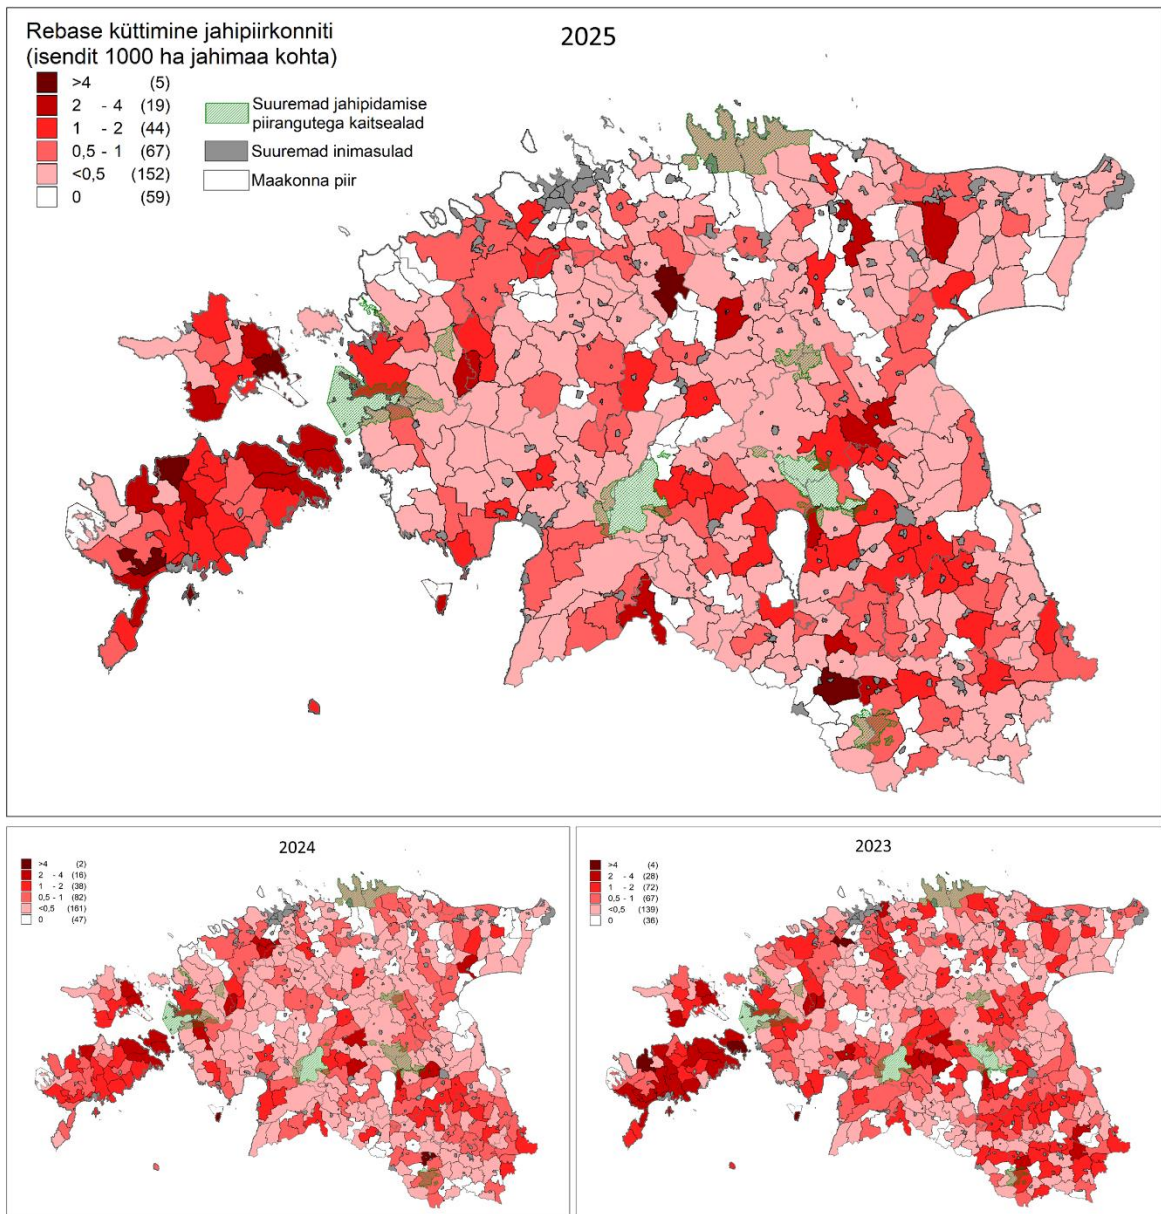 Rebase küttimine jahipiirkonniti
(isendit 1000 ha jahimaa kohta)
2025
>4 (5)
2 - 4 (19)
1 - 2 (44)
0,5 - 1 (67)
<0,5 (152)
0 (59)
Suuremad jahipidamise
piirangutega kaitsealad
Suuremad inimasulad
Maakonna piir
2024
>4 (2)
2 - 4 (16)
1 - 2 (38)
0,5 - 1 (82)
<0,5 (161)
0 (47)
2023
>4 (4)
2 - 4 (28)
1 - 2 (72)
0,5 - 1 (67)
<0,5 (139)
0 (36)